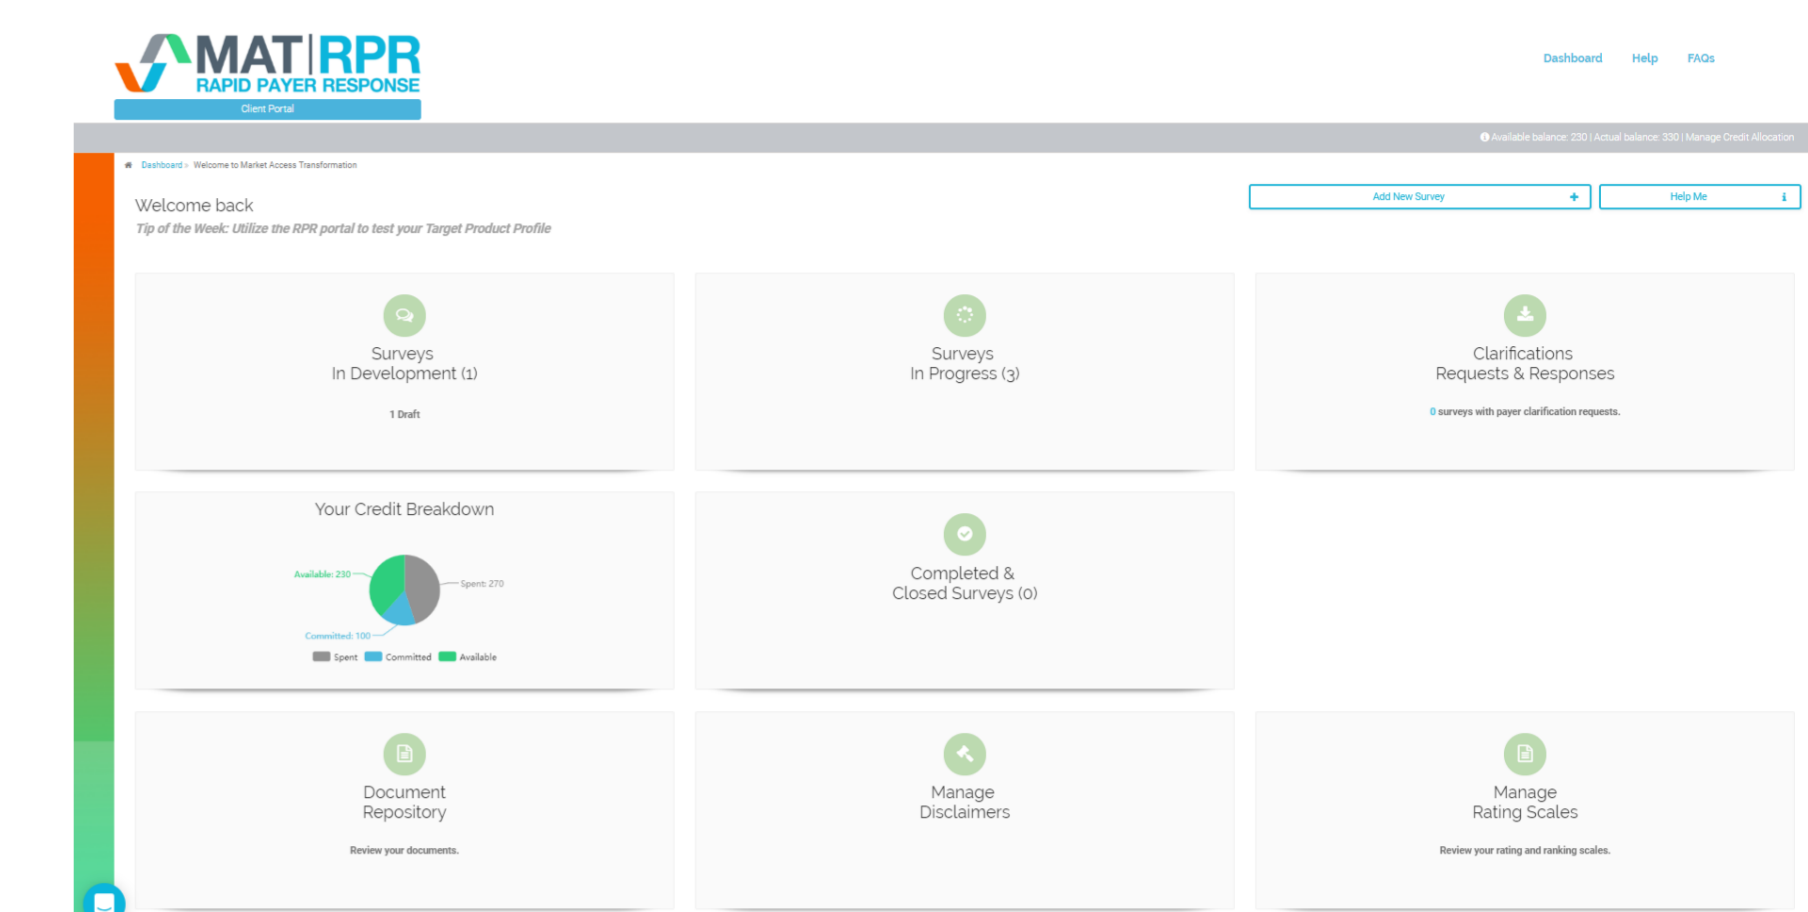 MAT|RPR
RAPID PAYER RESPONSE
Client Portal
Dashboard Help FAQs
Available balance: 230 | Actual balance: 330 | Manage Credit Allocation
Dashboard > Welcome to Market Access Transformation
Welcome back
Tip of the Week: Utilize the RPR portal to test your Target Product Profile
Add New Survey
Help Me
Surveys
In Development (1)
1 Draft
Surveys
In Progress (3)
Clarifications
Requests & Responses
0 surveys with payer clarification requests.
Your Credit Breakdown
Available: 230
Spent: 270
Committed: 100
Spent Committed Available
Completed &
Closed Surveys (0)
Document
Repository
Review your documents.
Manage
Disclaimers
Manage
Rating Scales
Review your rating and ranking scales.